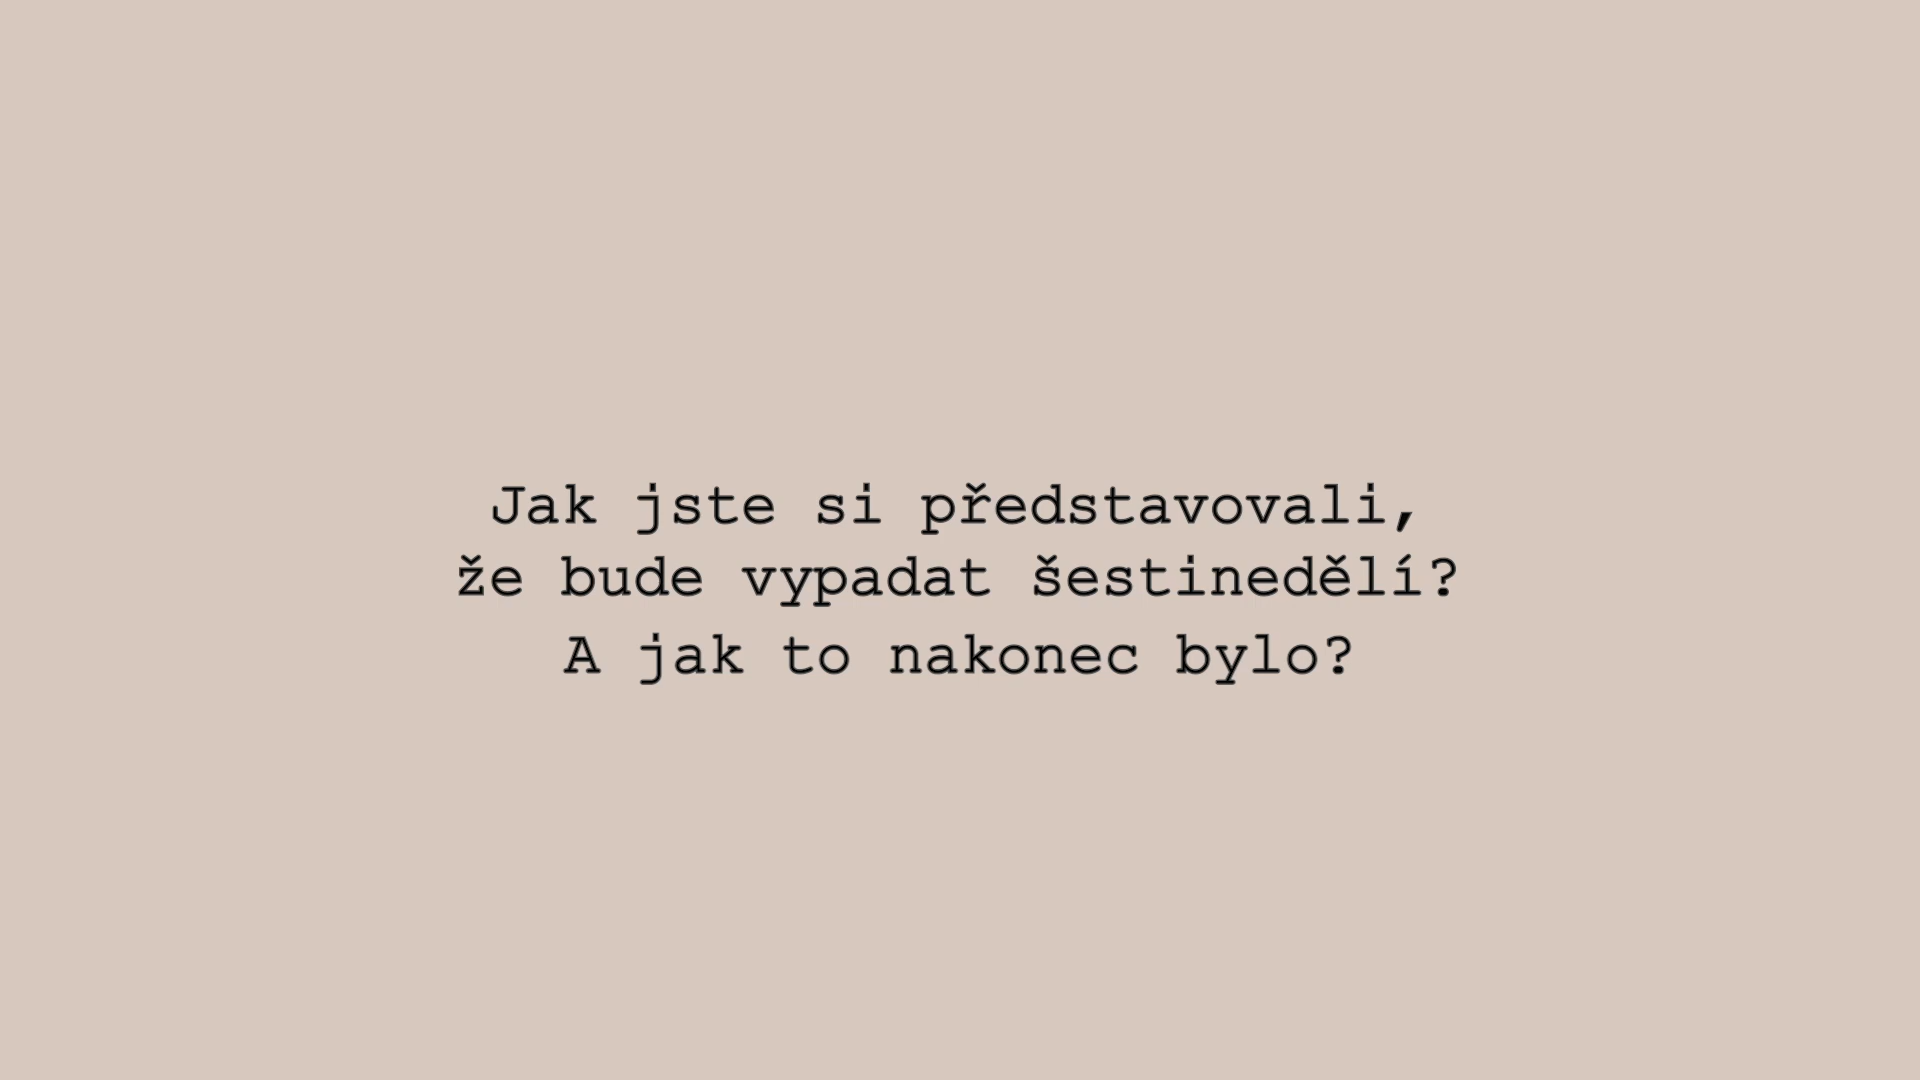 Jak jste si představovali,
že bude vypadat šestinedělí?
A jak to nakonec bylo?